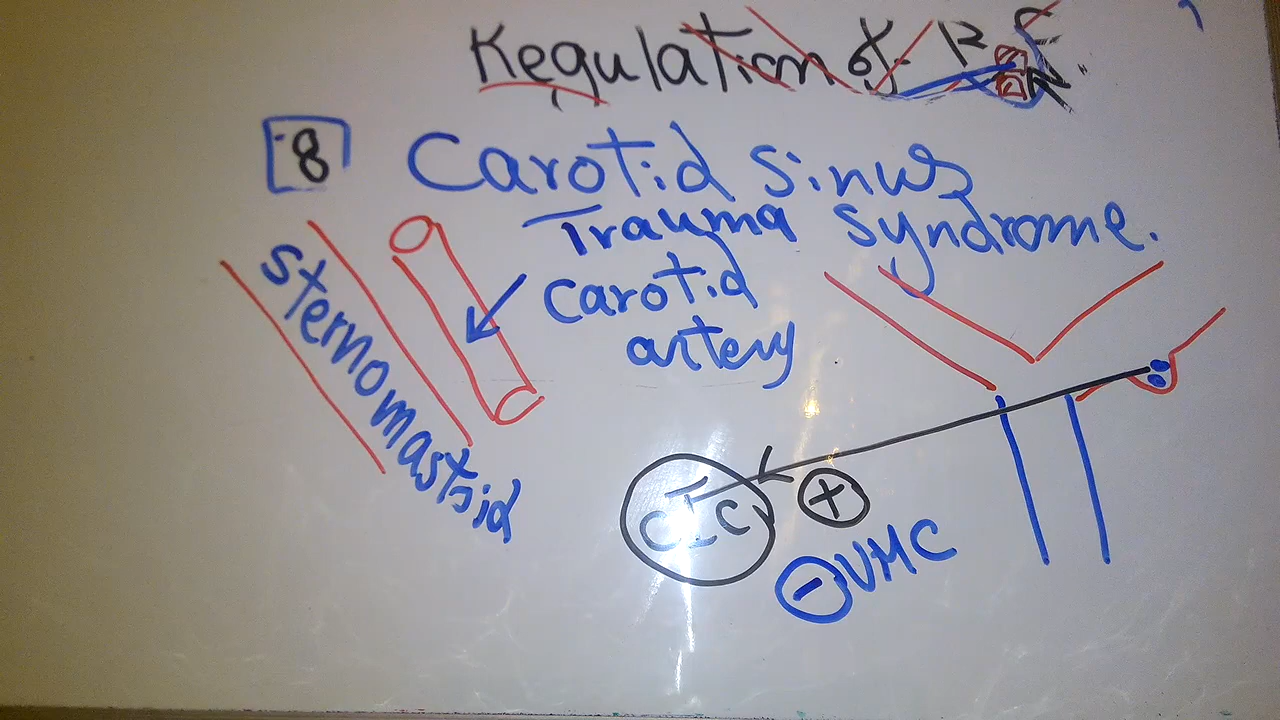 Regulation of
8 Carotid sinus
Trauma syndrome.
Carotid
artery
sternomastoid
CIC
+
- VMC